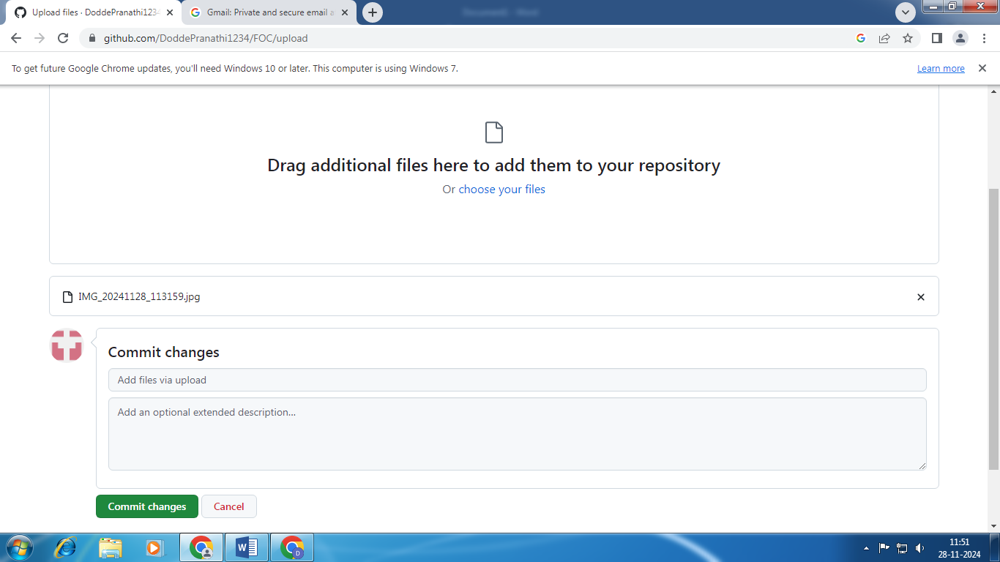 Upload files · DoddePranathi1234
Gmail: Private and secure email a
Document1 - Word
github.com/DoddePranathi1234/FOC/upload
To get future Google Chrome updates, you'll need Windows 10 or later. This computer is using Windows 7.
Learn more
Drag additional files here to add them to your repository
Or choose your files
IMG_20241128_113159.jpg
Commit changes
Add files via upload
Add an optional extended description...
Commit changes
Cancel
W
D
11:51
28-11-2024